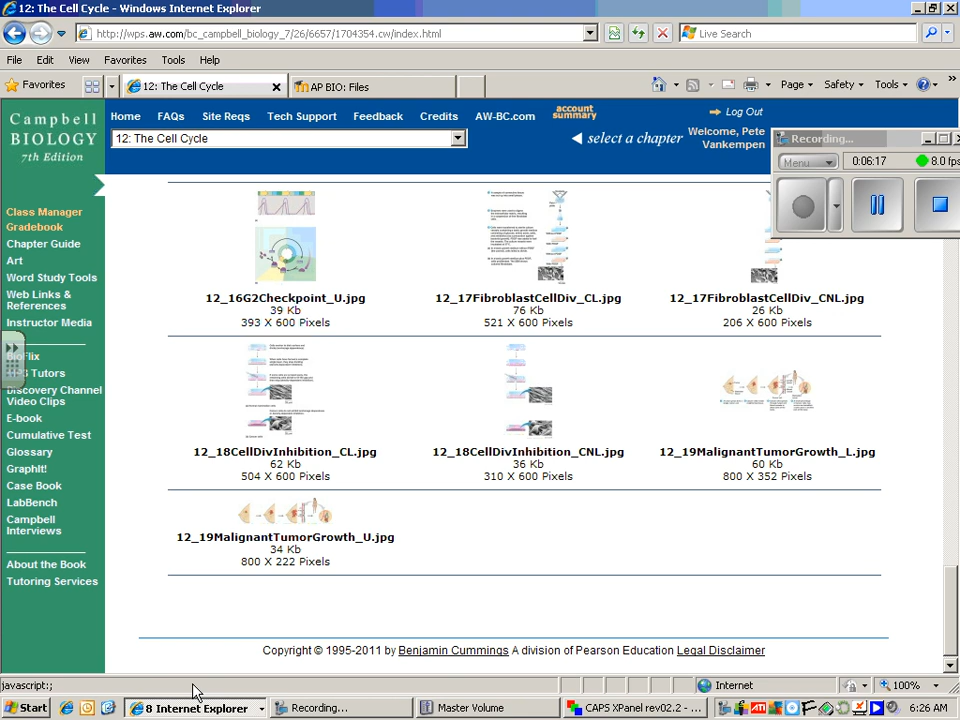 12: The Cell Cycle - Windows Internet Explorer
http://wps.aw.com/bc_campbell_biology_7/26/6657/1704354.cw/index.html
Live Search
File Edit View Favorites Tools Help
Favorites
12: The Cell Cycle
AP BIO: Files
Page
Safety
Tools
Campbell
BIOLOGY
7th Edition
Home FAQs Site Reqs Tech Support Feedback Credits AW-BC.com
account
summary
Log Out
12: The Cell Cycle
select a chapter
Welcome, Pete
Vankempen
Recording...
Menu
0:06:17
8.0 fps
Class Manager
Gradebook
Chapter Guide
Art
Word Study Tools
Web Links &
References
Instructor Media
BioFlix
Tutors
Discovery Channel
Video Clips
E-book
Cumulative Test
Glossary
GraphIt!
Case Book
LabBench
Campbell
Interviews
About the Book
Tutoring Services
12_16G2Checkpoint_U.jpg
39 Kb
393 X 600 Pixels
12_17FibroblastCellDiv_CL.jpg
76 Kb
521 X 600 Pixels
12_17FibroblastCellDiv_CNL.jpg
26 Kb
206 X 600 Pixels
12_18CellDivInhibition_CL.jpg
62 Kb
504 X 600 Pixels
12_18CellDivInhibition_CNL.jpg
36 Kb
310 X 600 Pixels
12_19MalignantTumorGrowth_L.jpg
60 Kb
800 X 352 Pixels
12_19MalignantTumorGrowth_U.jpg
34 Kb
800 X 222 Pixels
Copyright © 1995-2011 by Benjamin Cummings A division of Pearson Education Legal Disclaimer
javascript:;
Internet
100%
Start
8 Internet Explorer
Recording...
Master Volume
CAPS XPanel rev02.2 - ...
6:26 AM